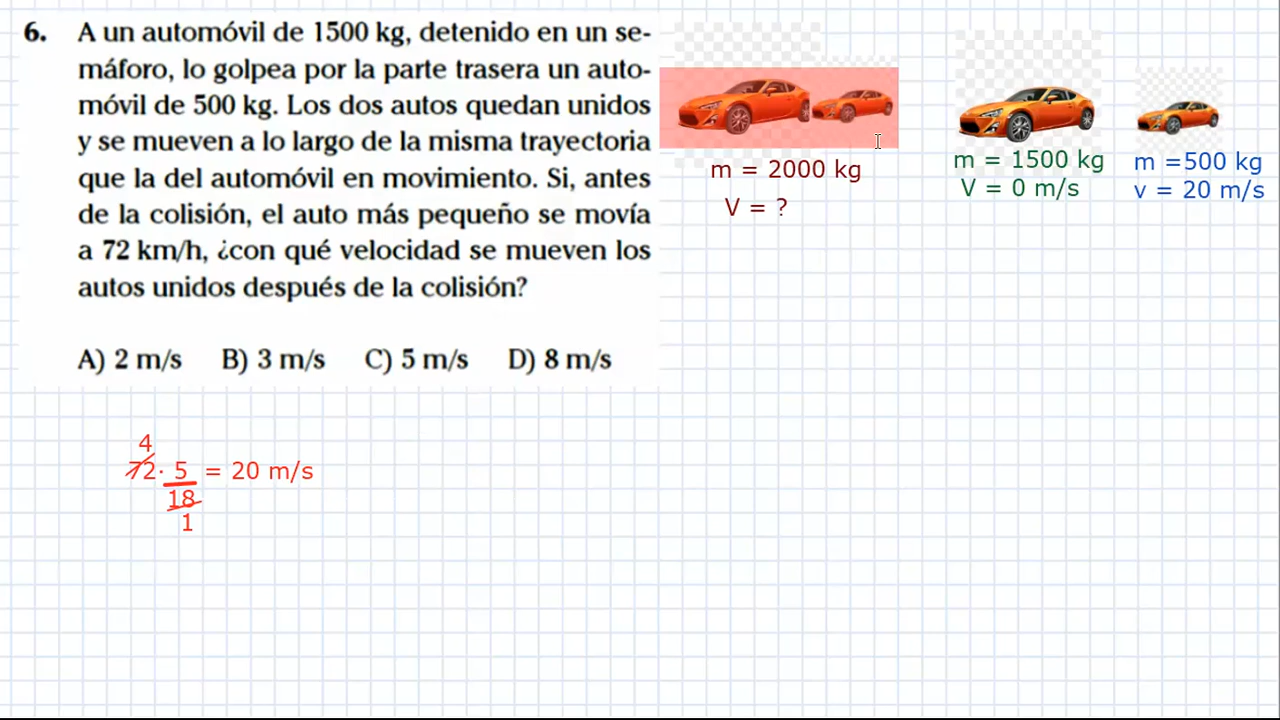 6. A un automóvil de 1500 kg, detenido en un se-
máforo, lo golpea por la parte trasera un auto-
móvil de 500 kg. Los dos autos quedan unidos
y se mueven a lo largo de la misma trayectoria
que la del automóvil en movimiento. Si, antes
de la colisión, el auto más pequeño se movía
a 72 km/h, ¿con qué velocidad se mueven los
autos unidos después de la colisión?
A) 2 m/s B) 3 m/s C) 5 m/s D) 8 m/s
m = 2000 kg
V = ?
m = 1500 kg
V = 0 m/s
m =500 kg
v = 20 m/s
4
72· 5 = 20 m/s
18
1